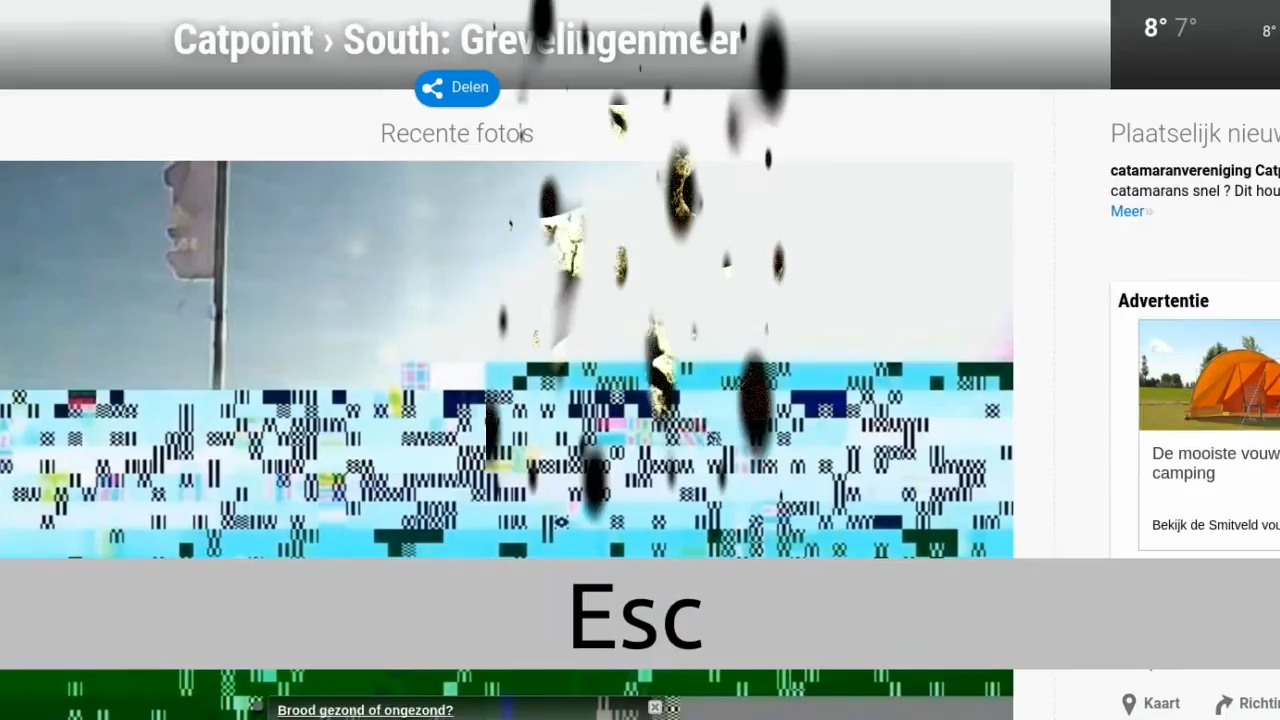 Catpoint › South: Grevelingenmeer
8° 7°
8°
Delen
Recente foto's
Plaatselijk nieuw
catamaranvereniging Catp
catamarans snel ? Dit hou
Meer»
Advertentie
De mooiste vouw
camping
Bekijk de Smitveld vou
Esc
Brood gezond of ongezond?
Kaart
Richtin